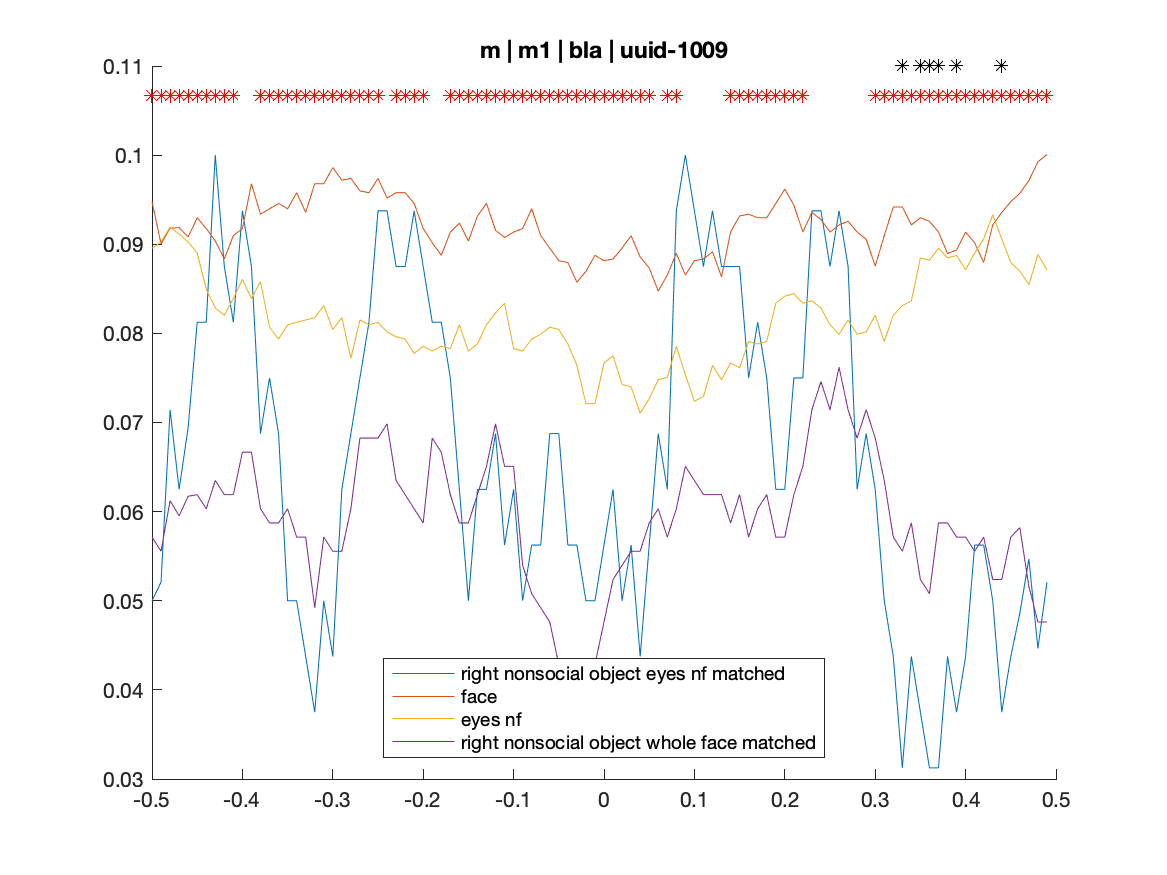 m | m1 | bla | uuid-1009
0.11
0.1
0.09
0.08
0.07
0.06
0.05
0.04
0.03
right nonsocial object eyes nf matched
face
eyes nf
right nonsocial object whole face matched
-0.5 -0.4 -0.3 -0.2 -0.1 0 0.1 0.2 0.3 0.4 0.5